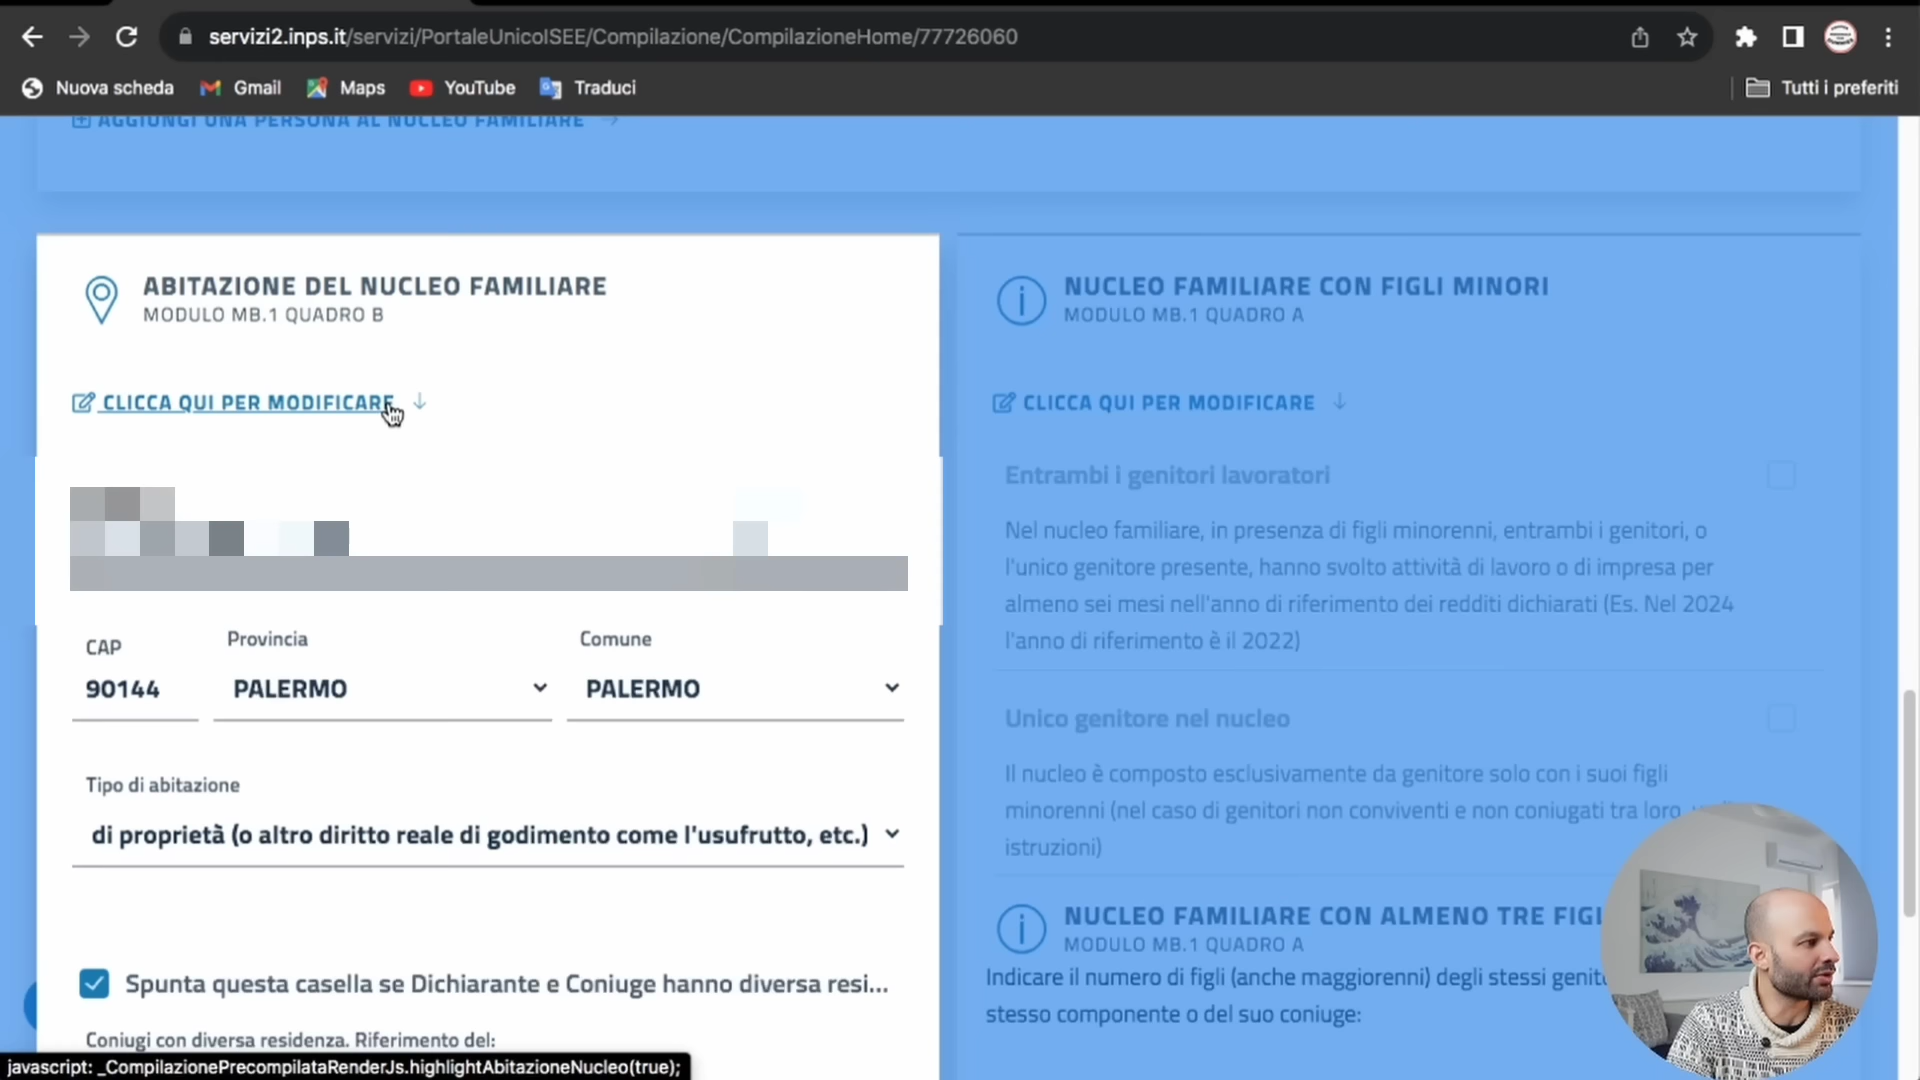 servizi2.inps.it/servizi/PortaleUnicoISEE/Compilazione/CompilazioneHome/77726060
Nuova scheda
Gmail
Maps
YouTube
Traduci
Tutti i preferiti
AGGIUNGI UNA PERSONA AL NUCLEO FAMILIARE
ABITAZIONE DEL NUCLEO FAMILIARE
MODULO MB.1 QUADRO B
CLICCA QUI PER MODIFICARE
CAP
Provincia
Comune
90144
PALERMO
PALERMO
Tipo di abitazione
di proprietà (o altro diritto reale di godimento come l'usufrutto, etc.)
Spunta questa casella se Dichiarante e Coniuge hanno diversa resi...
Coniugi con diversa residenza. Riferimento del:
NUCLEO FAMILIARE CON FIGLI MINORI
MODULO MB.1 QUADRO A
CLICCA QUI PER MODIFICARE
Entrambi i genitori lavoratori
Nel nucleo familiare, in presenza di figli minorenni, entrambi i genitori, o
l'unico genitore presente, hanno svolto attività di lavoro o di impresa per
almeno sei mesi nell'anno di riferimento dei redditi dichiarati (Es. Nel 2024
l'anno di riferimento è il 2022)
Unico genitore nel nucleo
Il nucleo è composto esclusivamente da genitore solo con i suoi figli
minorenni (nel caso di genitori non conviventi e non coniugati tra loro,
istruzioni)
NUCLEO FAMILIARE CON ALMENO TRE FIGL
MODULO MB.1 QUADRO A
Indicare il numero di figli (anche maggiorenni) degli stessi genit
stesso componente o del suo coniuge:
javascript: _CompilazionePrecompilataRenderJs.highlightAbitazioneNucleo(true);